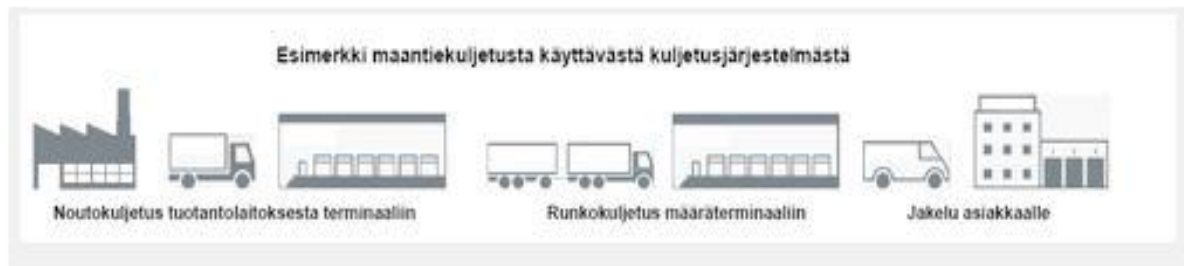 Esimerkki maantiekuljetusta käyttävästä kuljetusjärjestelmästä
Noutokuljetus tuotantolaitoksesta terminaaliin
Runkokuljetus määräterminaaliin
Jakelu asiakkaalle